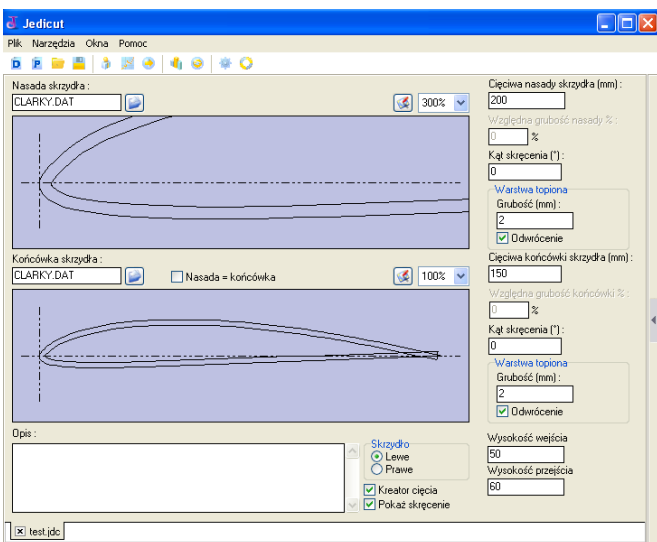 Jedicut
Plik Narzędzia Okna Pomoc
Nasada skrzydła :
CLARKY.DAT
300%
Cięciwa nasady skrzydła (mm) :
200
Względna grubość nasady % :
0 %
Kąt skręcenia (°) :
0
Warstwa topiona
Grubość (mm) :
2
Odwrócenie
Końcówka skrzydła :
CLARKY.DAT
Nasada = końcówka
100%
Cięciwa końcówki skrzydła (mm) :
150
Względna grubość końcówki % :
0 %
Kąt skręcenia (°) :
0
Warstwa topiona
Grubość (mm) :
2
Odwrócenie
Opis :
Skrzydło
Lewe
Prawe
Kreator cięcia
Pokaż skręcenie
Wysokość wejścia
50
Wysokość przejścia
60
test.jdc